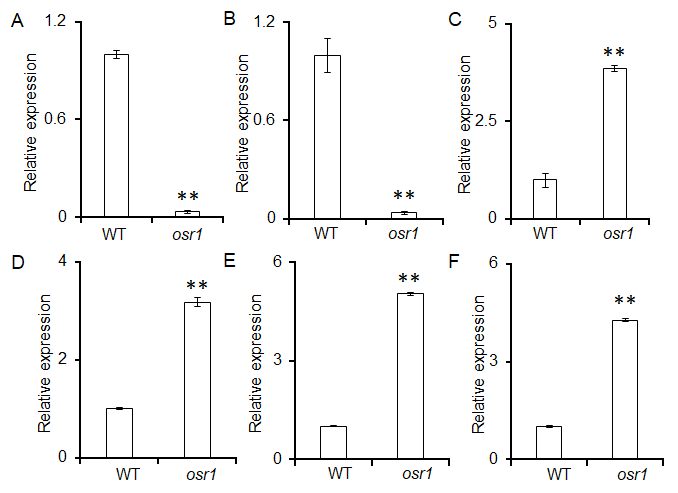 A
Relative expression
1.2
0.6
0
**
WT
osr1
B
Relative expression
1.2
0.6
0
**
WT
osr1
C
Relative expression
5
2.5
0
**
WT
osr1
D
Relative expression
4
2
0
**
WT
osr1
E
Relative expression
6
3
0
**
WT
osr1
F
Relative expression
6
3
0
**
WT
osr1